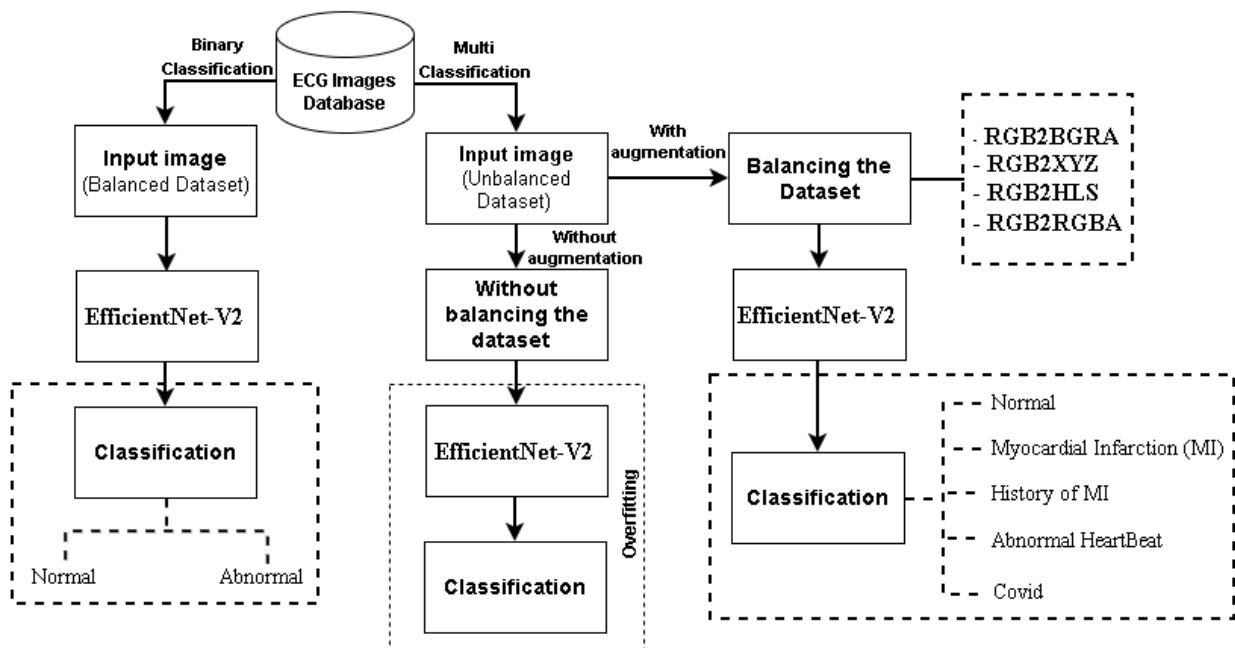 Binary
Classification
ECG Images
Database
Multi
Classification
Input image
(Balanced Dataset)
EfficientNet-V2
Classification
Normal
Abnormal
Input image
(Unbalanced
Dataset)
Without
augmentation
Without
balancing the
dataset
EfficientNet-V2
Classification
Overfitting
With
augmentation
Balancing the
Dataset
- RGB2BGRA
- RGB2XYZ
- RGB2HLS
- RGB2RGBA
EfficientNet-V2
Classification
Normal
Myocardial Infarction (MI)
History of MI
Abnormal HeartBeat
Covid